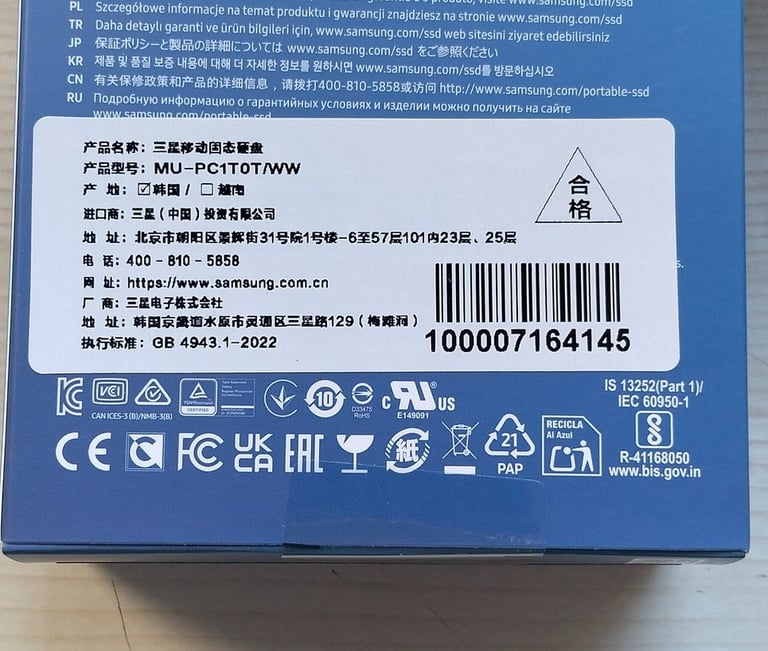 PL Szczegółowe informacje na temat produktu i gwarancji znajdziesz na stronie www.samsung.com/ssd
TR Daha detaylı garanti ve ürün bilgileri için, www.samsung.com/ssd web sitesini ziyaret edebilirsiniz
JP 保証ポリシーと製品の詳細については www.samsung.com/ssd をご参照ください
KR 제품 및 품질 보증 내용에 대해 더 자세한 정보를 원하시면 www.samsung.com/ssd를 방문하십시오
CN 有关保修政策和产品的详细信息，请拨打400-810-5858或访问 http://www.samsung.com/portable-ssd
RU Подробную информацию о гарантийных условиях и изделии можно получить на сайте
www.samsung.com/portable-ssd
产品名称：三星移动固态硬盘
产品型号：MU-PC1T0T/WW
产 地：☑韩国 / ☐ 越南
进口商：三星（中国）投资有限公司
地 址：北京市朝阳区景辉街31号院1号楼-6至57层101内23层、25层
电 话：400 - 810 - 5858
网 址：https://www.samsung.com.cn
厂 商：三星电子株式会社
地 址：韩国京畿道水原市灵通区三星路129（梅滩洞）
执行标准：GB 4943.1-2022
合
格
100007164145
VCI
CAN ICES-3 (B)/NMB-3(B)
CERTIFIED
10
D33475
RoHS
c RU US
E149091
IS 13252(Part 1)/
IEC 60950-1
R-41168050
www.bis.gov.in
CE
FC
UK
CA
EAC
紙
21
PAP
RECICLA
Al Azul